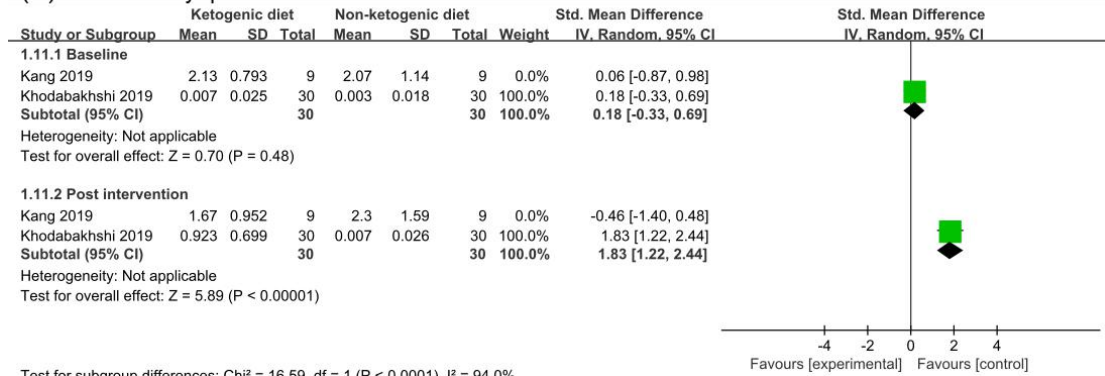 Ketogenic diet Non-ketogenic diet Std. Mean Difference Std. Mean Difference
Study or Subgroup Mean SD Total Mean SD Total Weight IV, Random, 95% CI IV, Random, 95% CI
1.11.1 Baseline
Kang 2019 2.13 0.793 9 2.07 1.14 9 0.0% 0.06 [-0.87, 0.98]
Khodabakhshi 2019 0.007 0.025 30 0.003 0.018 30 100.0% 0.18 [-0.33, 0.69]
Subtotal (95% CI) 30 30 100.0% 0.18 [-0.33, 0.69]
Heterogeneity: Not applicable
Test for overall effect: Z = 0.70 (P = 0.48)
1.11.2 Post intervention
Kang 2019 1.67 0.952 9 2.3 1.59 9 0.0% -0.46 [-1.40, 0.48]
Khodabakhshi 2019 0.923 0.699 30 0.007 0.026 30 100.0% 1.83 [1.22, 2.44]
Subtotal (95% CI) 30 30 100.0% 1.83 [1.22, 2.44]
Heterogeneity: Not applicable
Test for overall effect: Z = 5.89 (P < 0.00001)
-4 -2 0 2 4
Favours [experimental] Favours [control]
Test for subgroup differences: Chi² = 16.59, df = 1 (P < 0.0001), I² = 94.0%